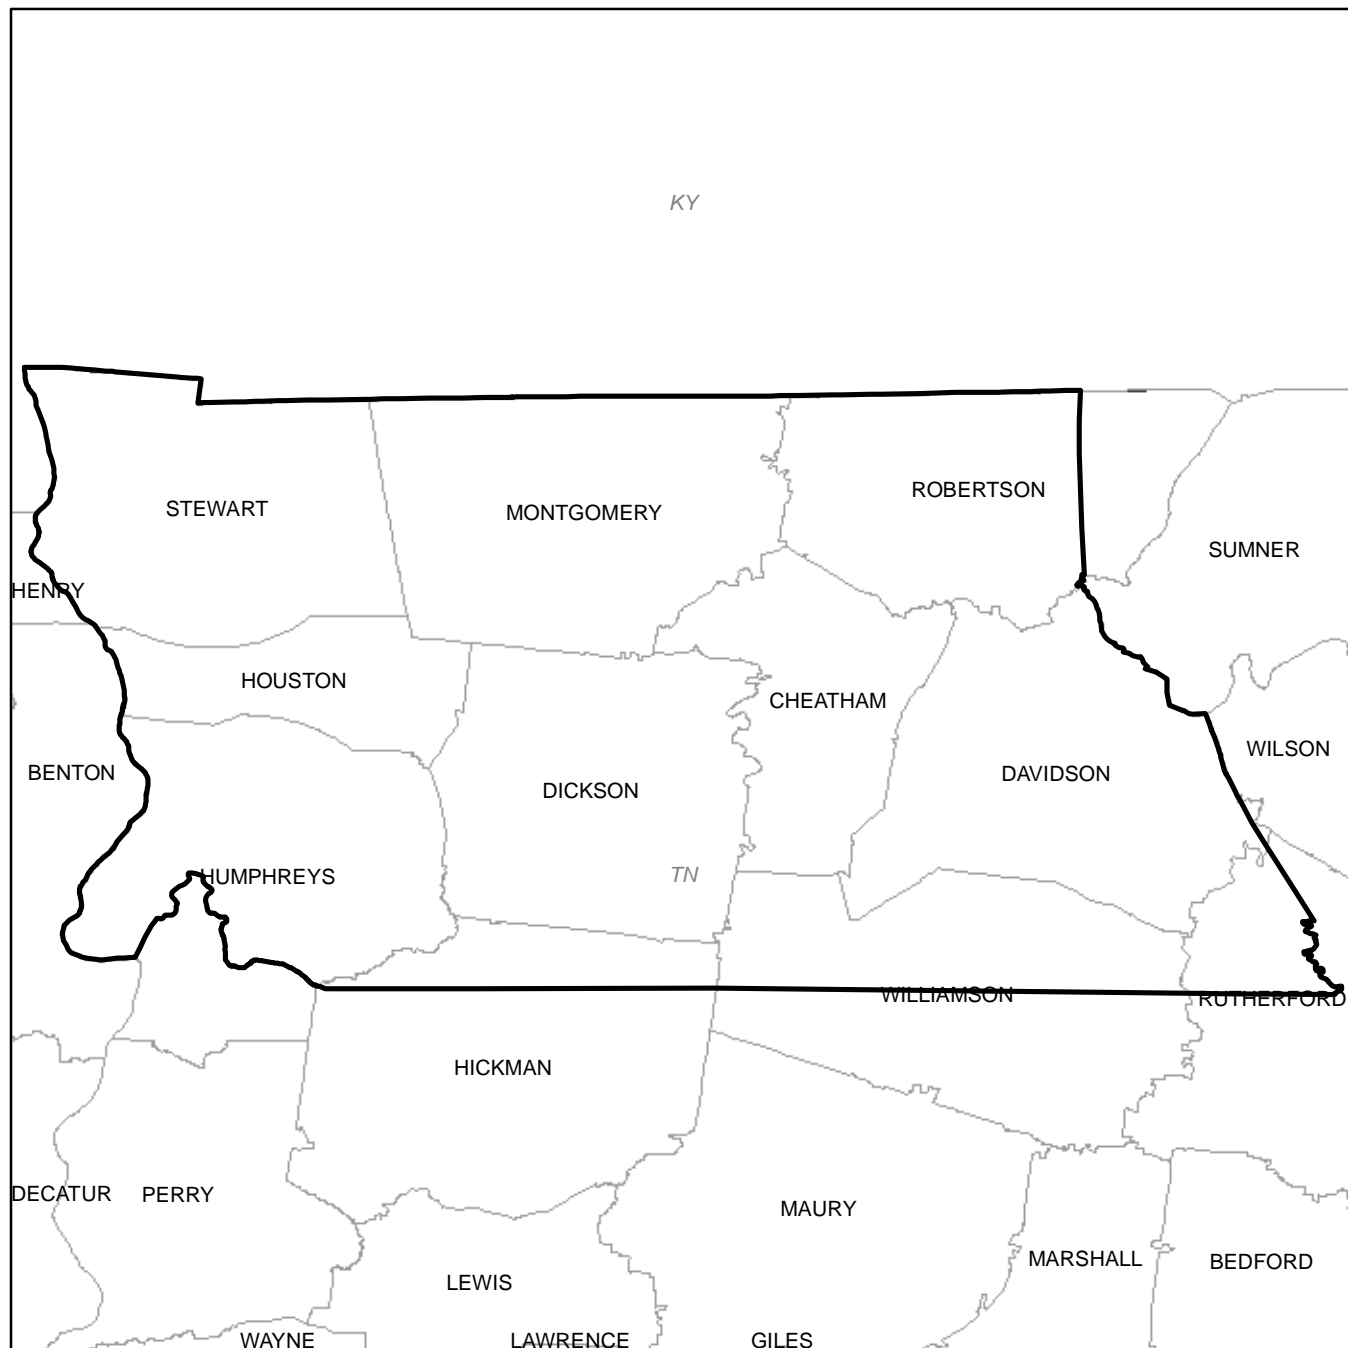 KY
STEWART
MONTGOMERY
ROBERTSON
SUMNER
HENRY
HOUSTON
CHEATHAM
WILSON
BENTON
DICKSON
DAVIDSON
HUMPHREYS
TN
WILLIAMSON
RUTHERFORD
HICKMAN
DECATUR
PERRY
MAURY
MARSHALL
BEDFORD
LEWIS
WAYNE
LAWRENCE
GILES